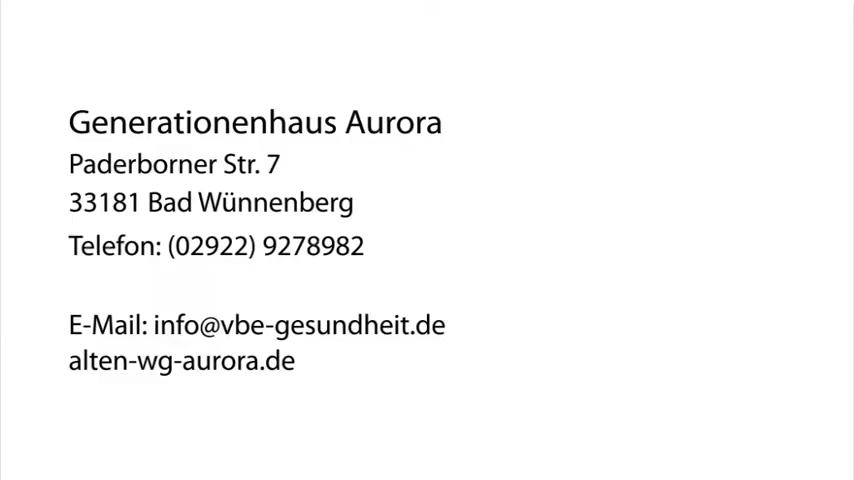 Generationenhaus Aurora
Paderborner Str. 7
33181 Bad Wünnenberg
Telefon: (02922) 9278982
E-Mail: info@vbe-gesundheit.de
alten-wg-aurora.de